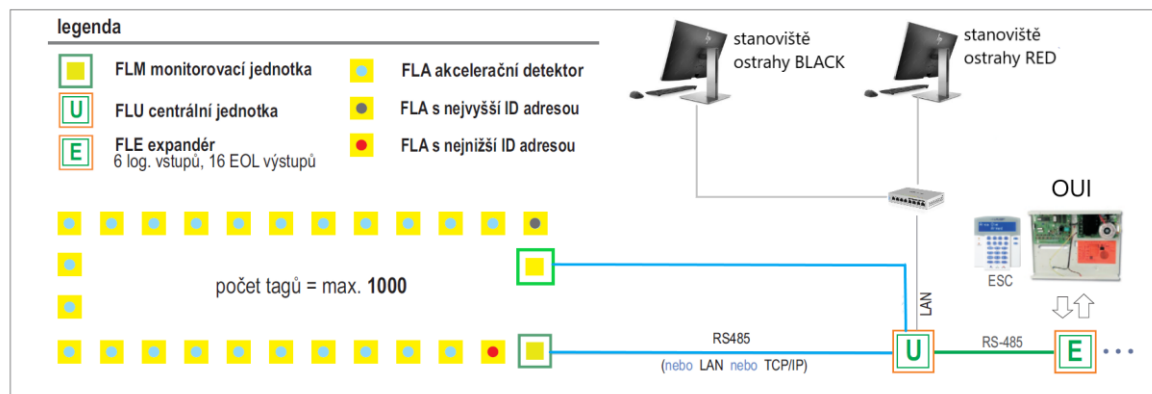 legenda
FLM monitorovací jednotka
FLA akcelerační detektor
U
FLU centrální jednotka
FLA s nejvyšší ID adresou
E
FLE expandér
6 log. vstupů, 16 EOL výstupů
FLA s nejnižší ID adresou
stanoviště
ostrahy BLACK
stanoviště
ostrahy RED
OUI
ESC
počet tagů = max. 1000
LAN
RS485
(nebo LAN nebo TCP/IP)
U
RS-485
E